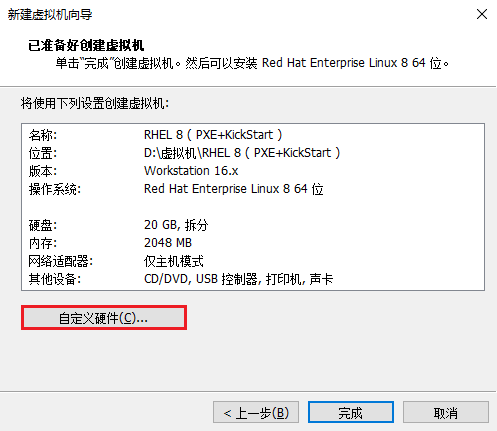 新建虚拟机向导
已准备好创建虚拟机
单击“完成”创建虚拟机。然后可以安装 Red Hat Enterprise Linux 8 64 位。
将使用下列设置创建虚拟机:
名称: RHEL 8 ( PXE+KickStart )
位置: D:\虚拟机\RHEL 8 ( PXE+KickStart )
版本: Workstation 16.x
操作系统: Red Hat Enterprise Linux 8 64 位
硬盘: 20 GB, 拆分
内存: 2048 MB
网络适配器: 仅主机模式
其他设备: CD/DVD, USB 控制器, 打印机, 声卡
自定义硬件(C)...
< 上一步(B) 完成 取消